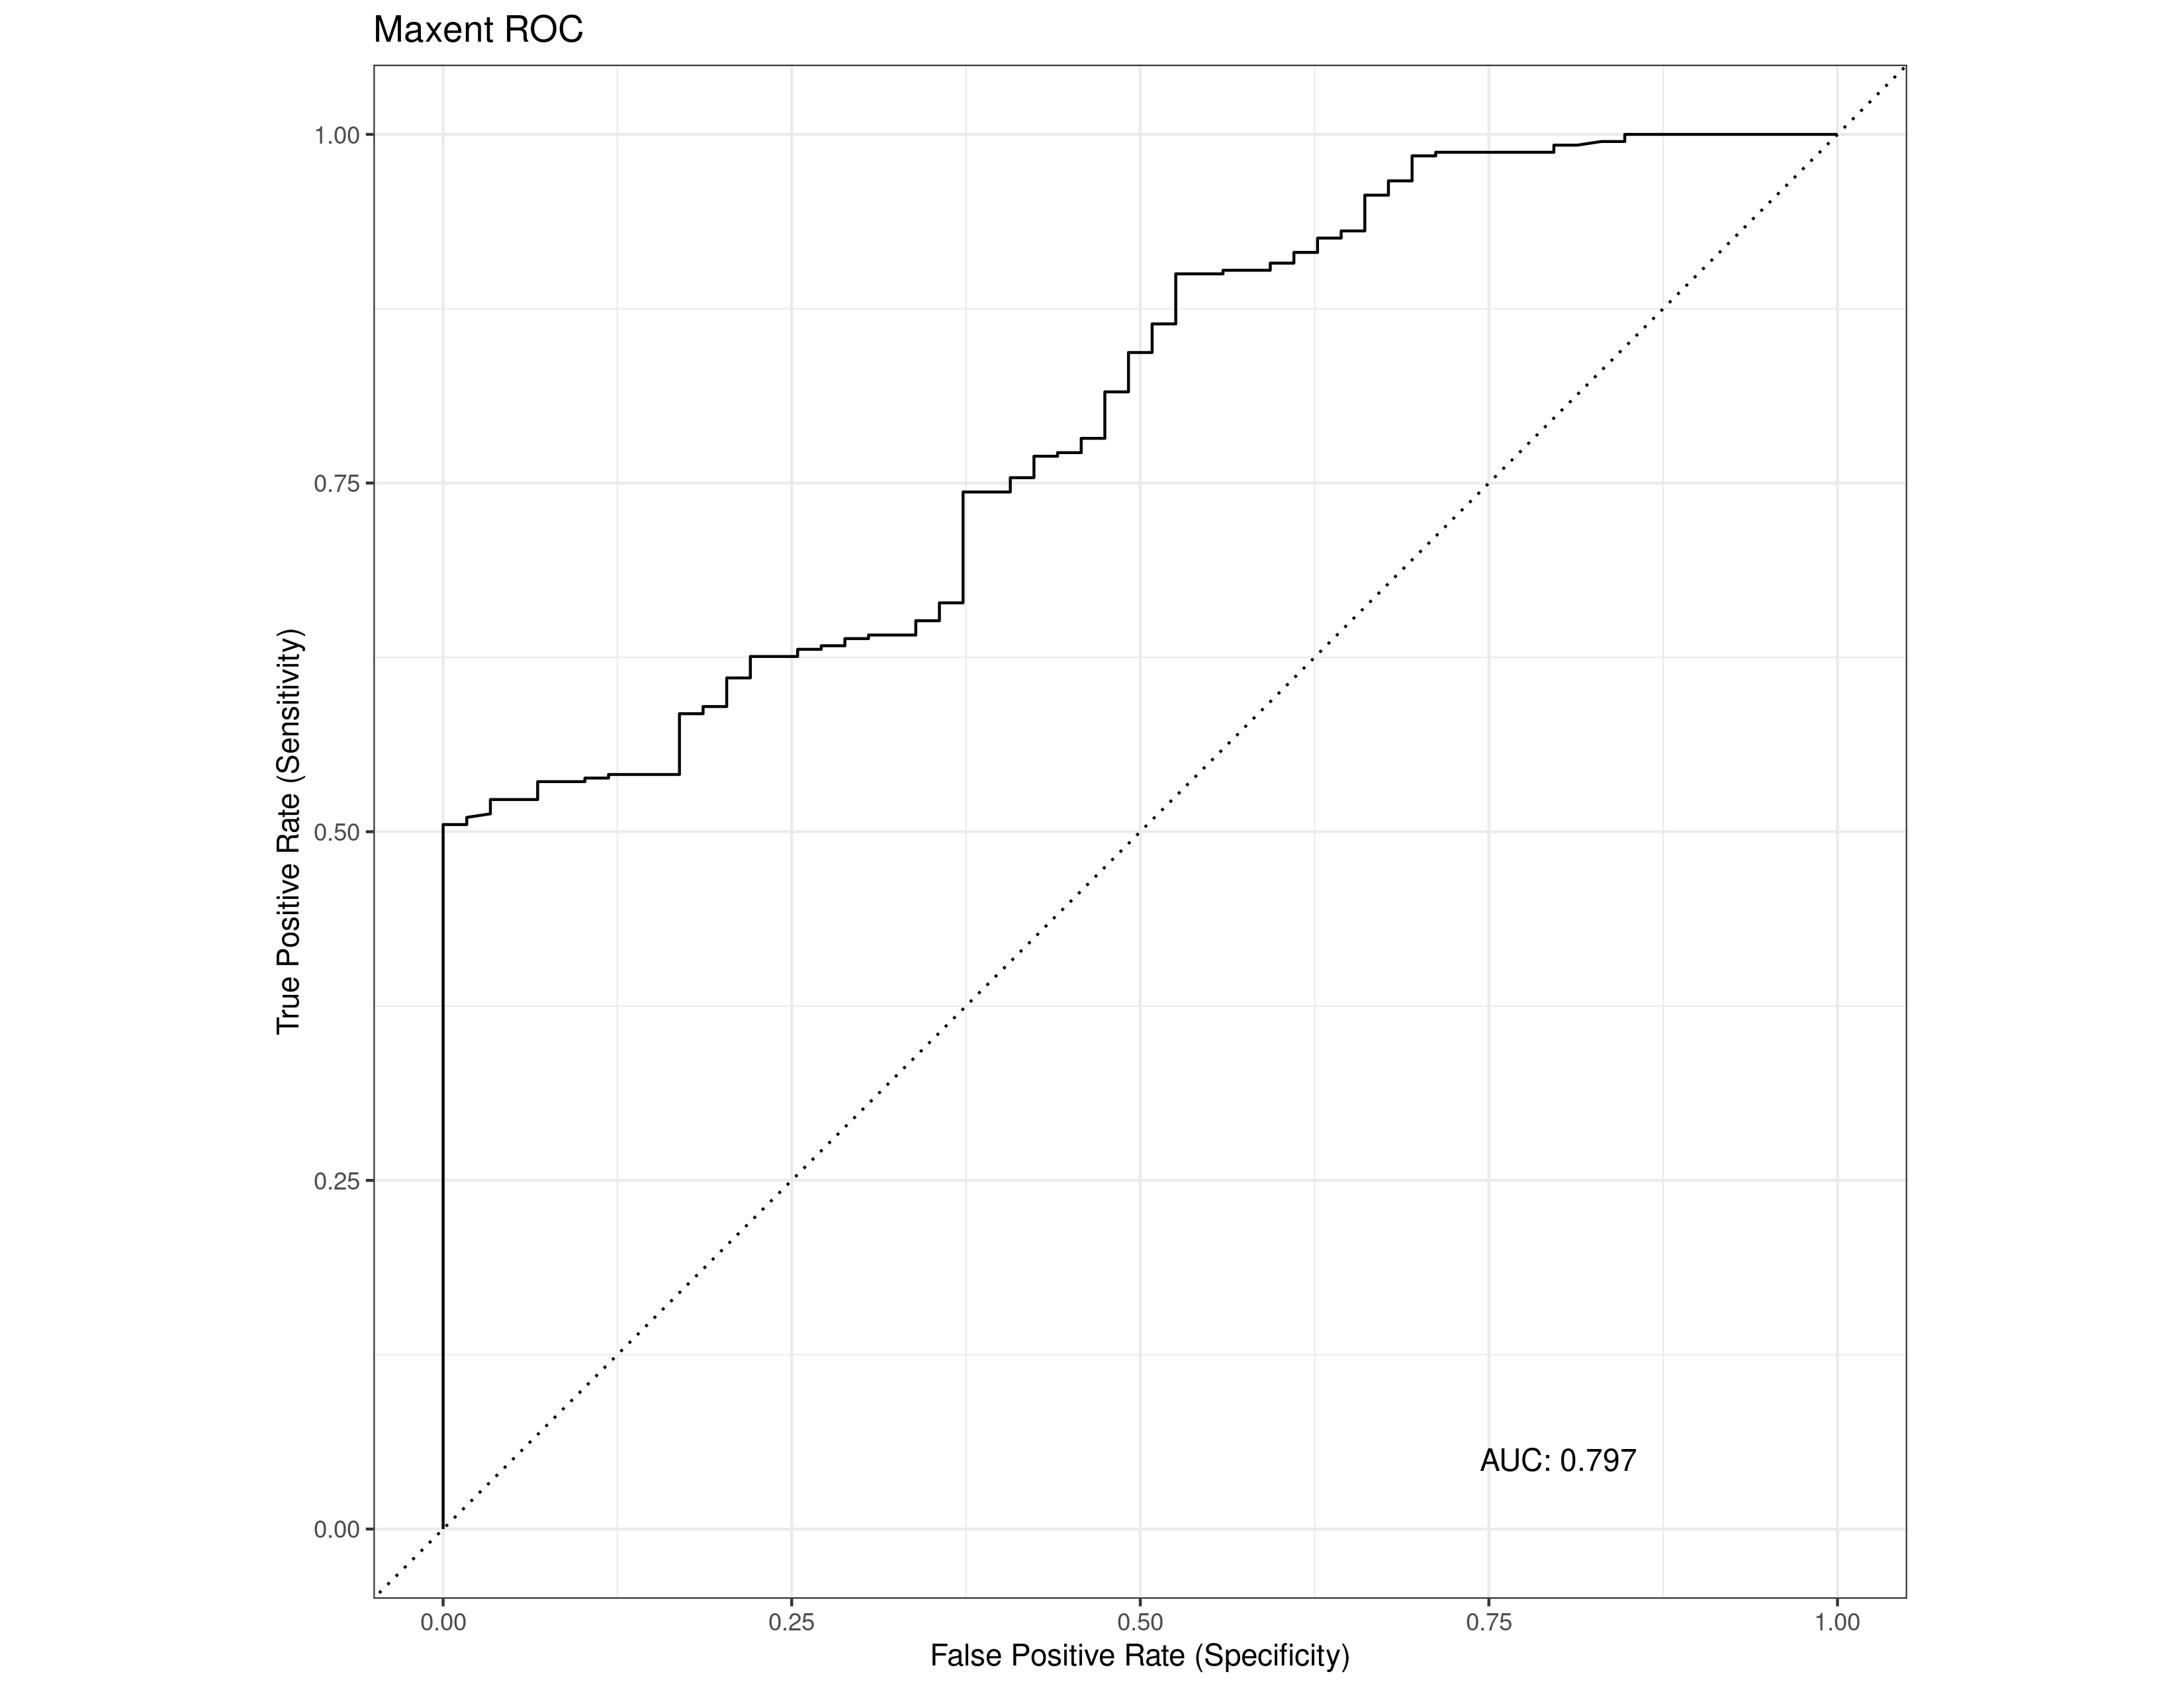 Maxent ROC
1.00
0.75
0.50
0.25
0.00
True Positive Rate (Sensitivity)
AUC: 0.797
0.00 0.25 0.50 0.75 1.00
False Positive Rate (Specificity)